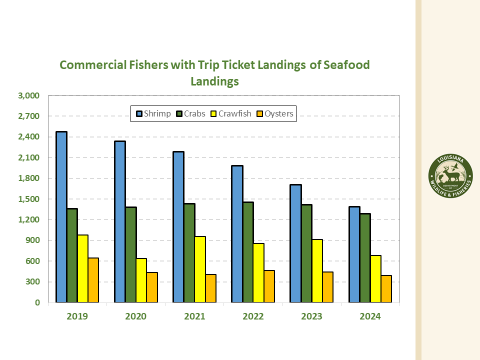 Commercial Fishers with Trip Ticket Landings of Seafood
Landings
3,000
2,700
2,400
2,100
1,800
1,500
1,200
900
600
300
0
Shrimp Crabs Crawfish Oysters
2019 2020 2021 2022 2023 2024
LOUISIANA
WILDLIFE & FISHERIES